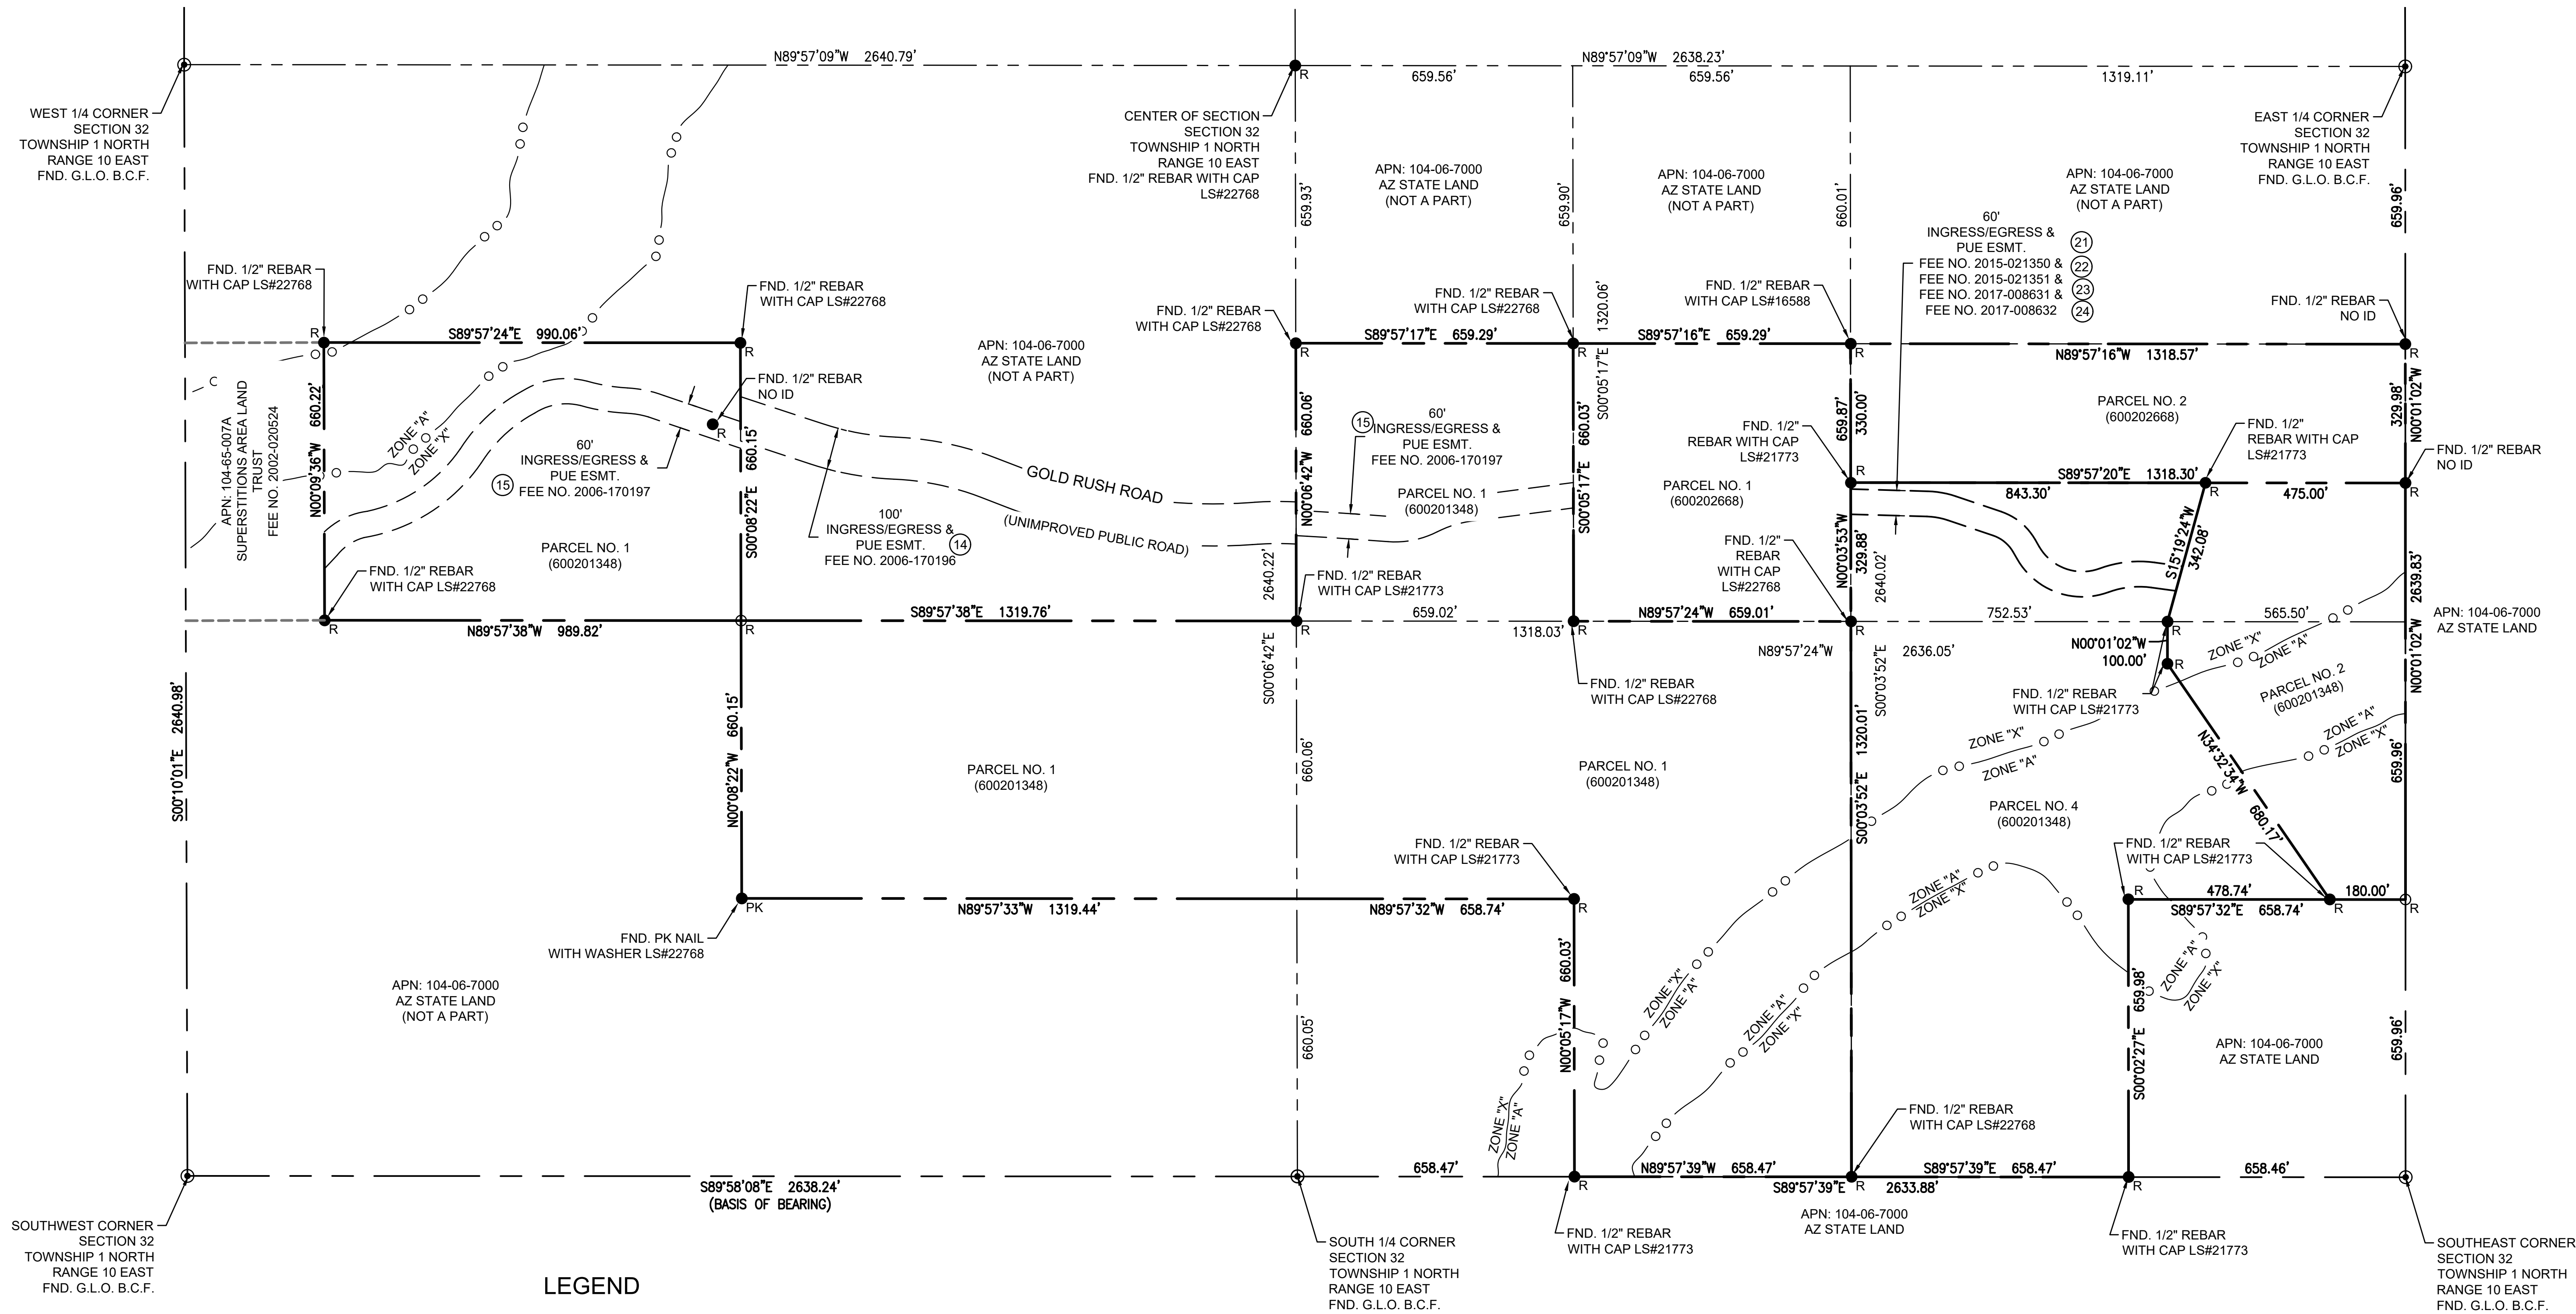 N89°57'09"W 2640.79'
N89°57'09"W 2638.23'
659.56'
659.56'
1319.11'
WEST 1/4 CORNER
SECTION 32
TOWNSHIP 1 NORTH
RANGE 10 EAST
FND. G.L.O. B.C.F.
R
CENTER OF SECTION
SECTION 32
TOWNSHIP 1 NORTH
RANGE 10 EAST
FND. 1/2" REBAR WITH CAP
LS#22768
EAST 1/4 CORNER
SECTION 32
TOWNSHIP 1 NORTH
RANGE 10 EAST
FND. G.L.O. B.C.F.
659.93'
APN: 104-06-7000
AZ STATE LAND
(NOT A PART)
659.90'
APN: 104-06-7000
AZ STATE LAND
(NOT A PART)
660.01'
APN: 104-06-7000
AZ STATE LAND
(NOT A PART)
659.96'
60'
INGRESS/EGRESS &
PUE ESMT.
FEE NO. 2015-021350 &
FEE NO. 2015-021351 &
FEE NO. 2017-008631 &
FEE NO. 2017-008632
21
22
23
24
FND. 1/2" REBAR
WITH CAP LS#22768
FND. 1/2" REBAR
WITH CAP LS#22768
FND. 1/2" REBAR
WITH CAP LS#22768
FND. 1/2" REBAR
WITH CAP LS#22768
1320.06'
S00°05'17"E
FND. 1/2" REBAR
WITH CAP LS#16588
FND. 1/2" REBAR
NO ID
R
S89°57'24"E 990.06'
R
S89°57'17"E 659.29'
R
S89°57'16"E 659.29'
R
N89°57'16"W 1318.57'
R
APN: 104-06-7000
AZ STATE LAND
(NOT A PART)
APN: 104-65-007A
SUPERSTITIONS AREA LAND
TRUST
FEE NO. 2002-020524
N00°09'36"W 660.22'
ZONE "A"
ZONE "X"
FND. 1/2" REBAR
NO ID
R
60'
INGRESS/EGRESS &
PUE ESMT.
FEE NO. 2006-170197
15
S00°08'22"E 660.15'
100'
INGRESS/EGRESS &
PUE ESMT.
FEE NO. 2006-170196
14
GOLD RUSH ROAD
(UNIMPROVED PUBLIC ROAD)
N00°06'42"W 660.06'
15
60'
INGRESS/EGRESS &
PUE ESMT.
FEE NO. 2006-170197
PARCEL NO. 1
(600201348)
S00°05'17"E 660.03'
PARCEL NO. 1
(600202668)
FND. 1/2"
REBAR WITH CAP
LS#21773
659.87'
330.00'
R
PARCEL NO. 2
(600202668)
FND. 1/2"
REBAR WITH CAP
LS#21773
329.98'
N00°01'02"W
FND. 1/2" REBAR
NO ID
S89°57'20"E 1318.30'
843.30'
R
475.00'
R
S15°19'24"W
342.08'
PARCEL NO. 1
(600201348)
FND. 1/2" REBAR
WITH CAP LS#22768
FND. 1/2" REBAR
WITH CAP LS#21773
FND. 1/2"
REBAR
WITH CAP
LS#22768
N00°03'53"W
329.88'
2640.02'
S00°03'52"E
2640.22'
S00°06'42"E
2639.83'
N00°01'02"W
R
N89°57'38"W 989.82'
R
S89°57'38"E 1319.76'
R
659.02'
1318.03'
R
N89°57'24"W 659.01'
R
752.53'
R
565.50'
N89°57'24"W 2636.05'
APN: 104-06-7000
AZ STATE LAND
N00°01'02"W
100.00'
R
FND. 1/2" REBAR
WITH CAP LS#21773
ZONE "X"
ZONE "A"
PARCEL NO. 2
(600201348)
FND. 1/2" REBAR
WITH CAP LS#22768
S00°10'01"E 2640.98'
N00°08'22"W 660.15'
PARCEL NO. 1
(600201348)
660.06'
PARCEL NO. 1
(600201348)
S00°03'52"E 1320.01'
ZONE "X"
ZONE "A"
PARCEL NO. 4
(600201348)
N34°32'34"W 680.17'
ZONE "A"
ZONE "X"
659.96'
FND. 1/2" REBAR
WITH CAP LS#21773
FND. 1/2" REBAR
WITH CAP LS#21773
PK
N89°57'33"W 1319.44'
N89°57'32"W 658.74'
R
ZONE "A"
ZONE "X"
R
478.74'
S89°57'32"E 658.74'
R
180.00'
R
FND. PK NAIL
WITH WASHER LS#22768
APN: 104-06-7000
AZ STATE LAND
(NOT A PART)
660.05'
N00°05'17"W 660.03'
ZONE "X"
ZONE "A"
ZONE "A"
ZONE "X"
S00°02'27"E 659.98'
ZONE "A"
ZONE "X"
APN: 104-06-7000
AZ STATE LAND
659.96'
ZONE "X"
ZONE "A"
FND. 1/2" REBAR
WITH CAP LS#22768
S89°58'08"E 2638.24'
(BASIS OF BEARING)
658.47'
R
N89°57'39"W 658.47'
S89°57'39"E R 2633.88'
S89°57'39"E 658.47'
R
658.46'
APN: 104-06-7000
AZ STATE LAND
SOUTHWEST CORNER
SECTION 32
TOWNSHIP 1 NORTH
RANGE 10 EAST
FND. G.L.O. B.C.F.
LEGEND
SOUTH 1/4 CORNER
SECTION 32
TOWNSHIP 1 NORTH
RANGE 10 EAST
FND. G.L.O. B.C.F.
FND. 1/2" REBAR
WITH CAP LS#21773
FND. 1/2" REBAR
WITH CAP LS#21773
SOUTHEAST CORNER
SECTION 32
TOWNSHIP 1 NORTH
RANGE 10 EAST
FND. G.L.O. B.C.F.